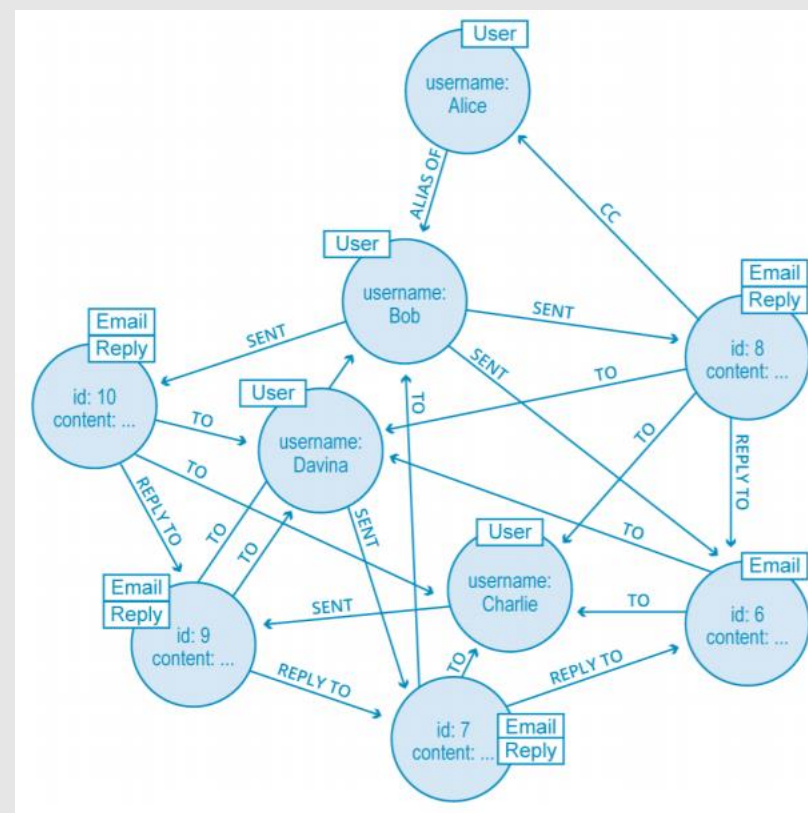 User
username:
Alice
ALIAS OF
CC
User
username:
Bob
Email
Reply
id: 8
content: ...
SENT
SENT
SENT
Email
Reply
id: 10
content: ...
User
username:
Davina
TO
TO
TO
TO
TO
REPLY TO
REPLY TO
TO
TO
SENT
TO
User
username:
Charlie
Email
id: 6
content: ...
TO
SENT
Email
Reply
id: 9
content: ...
REPLY TO
TO
REPLY TO
id: 7
content: ...
Email
Reply